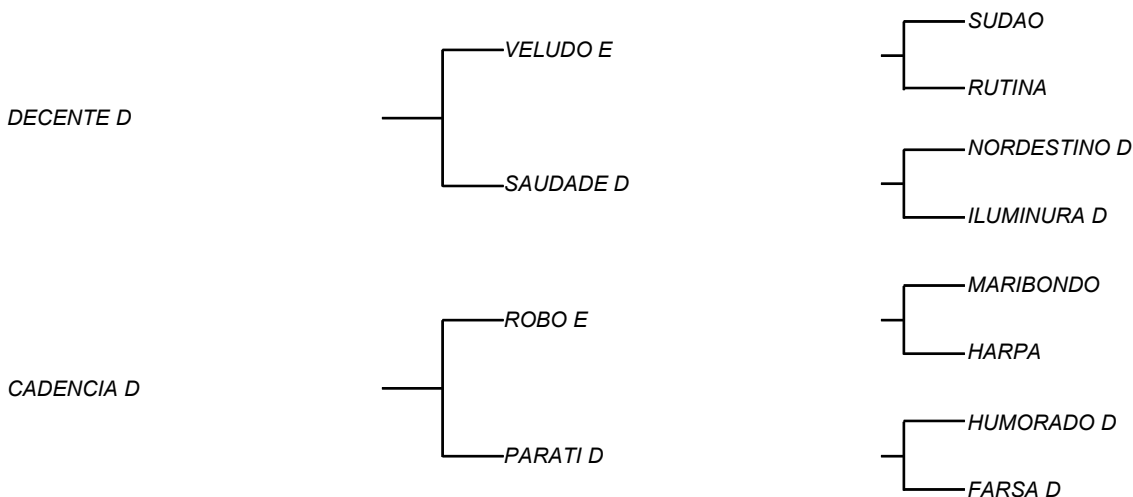 SUDAO
VELUDO E
RUTINA
DECENTE D
NORDESTINO D
SAUDADE D
ILUMINURA D
MARIBONDO
ROBO E
HARPA
CADENCIA D
HUMORADO D
PARATI D
FARSA D